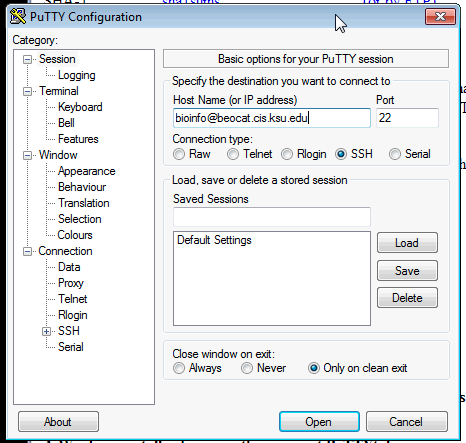 PuTTY Configuration
Category:
Session
Logging
Terminal
Keyboard
Bell
Features
Window
Appearance
Behaviour
Translation
Selection
Colours
Connection
Data
Proxy
Telnet
Rlogin
SSH
Serial
Basic options for your PuTTY session
Specify the destination you want to connect to
Host Name (or IP address) Port
bioinfo@beocat.cis.ksu.edu 22
Connection type:
Raw Telnet Rlogin SSH Serial
Load, save or delete a stored session
Saved Sessions
Default Settings
Load
Save
Delete
Close window on exit:
Always Never Only on clean exit
About Open Cancel